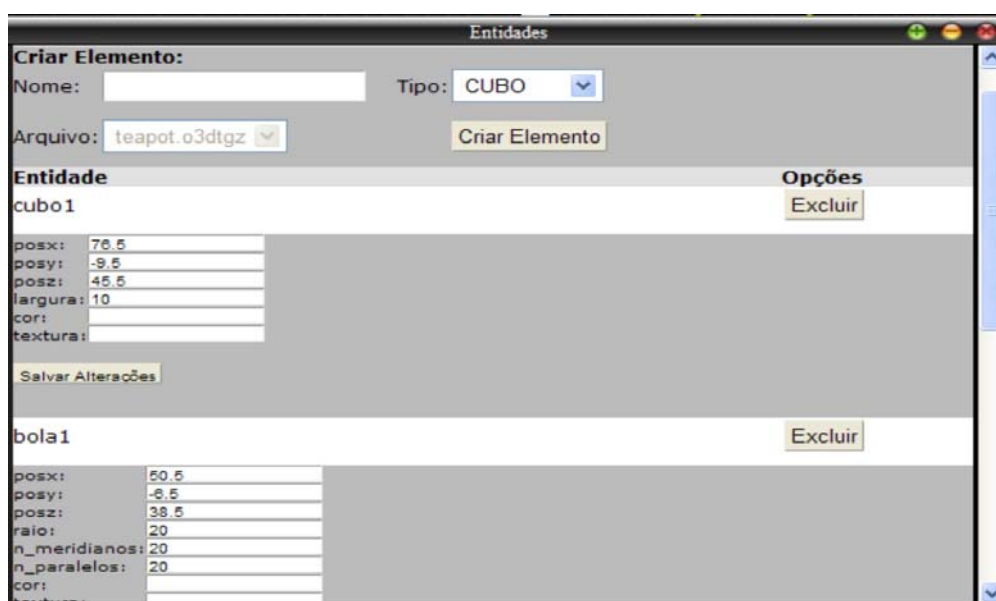 Entidades
Criar Elemento:
Nome: Tipo: CUBO
Arquivo: teapot.o3dtgz Criar Elemento
Entidade Opções
cubo1 Excluir
posx: 76.5
posy: -9.5
posz: 45.5
largura: 10
cor:
textura:
Salvar Alterações
bola1 Excluir
posx: 50.5
posy: -6.5
posz: 38.5
raio: 20
n_meridianos: 20
n_paralelos: 20
cor: